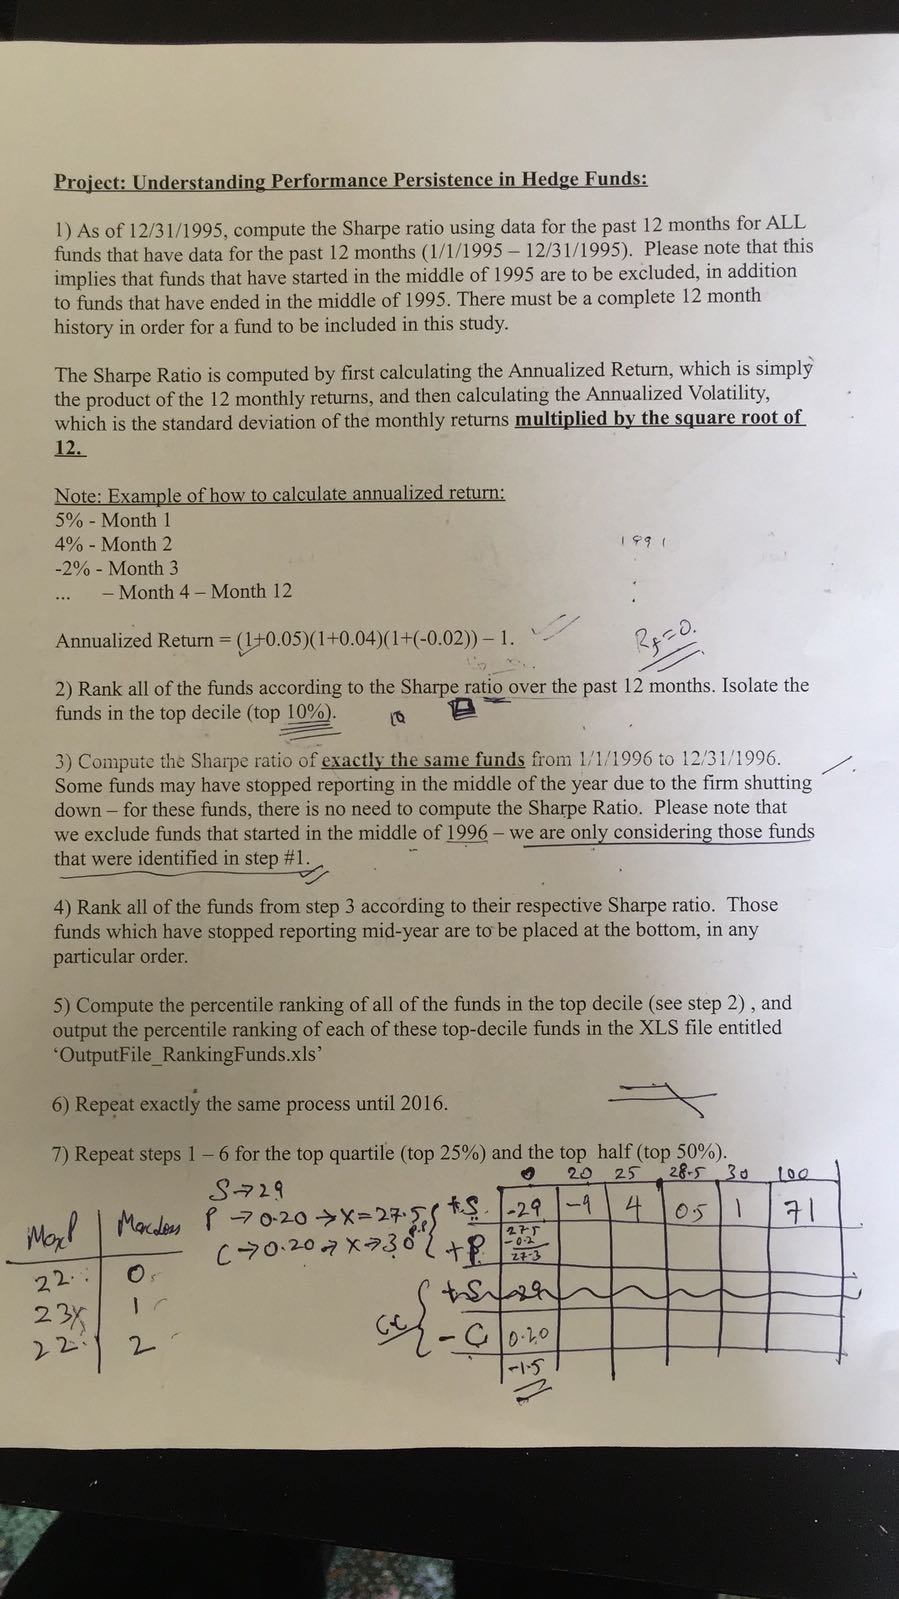 Project: Understanding Performance Persistence in Hedge Funds:
1) As of 12/31/1995, compute the Sharpe ratio using data for the past 12 months for ALL
funds that have data for the past 12 months (1/1/1995 – 12/31/1995). Please note that this
implies that funds that have started in the middle of 1995 are to be excluded, in addition
to funds that have ended in the middle of 1995. There must be a complete 12 month
history in order for a fund to be included in this study.
The Sharpe Ratio is computed by first calculating the Annualized Return, which is simply
the product of the 12 monthly returns, and then calculating the Annualized Volatility,
which is the standard deviation of the monthly returns multiplied by the square root of
12.
Note: Example of how to calculate annualized return:
5% - Month 1
4% - Month 2
1991
-2% - Month 3
... – Month 4 – Month 12
Annualized Return = (1+0.05)(1+0.04)(1+(-0.02)) – 1.
Rf=0.
2) Rank all of the funds according to the Sharpe ratio over the past 12 months. Isolate the
funds in the top decile (top 10%).
10
3) Compute the Sharpe ratio of exactly the same funds from 1/1/1996 to 12/31/1996.
Some funds may have stopped reporting in the middle of the year due to the firm shutting
down – for these funds, there is no need to compute the Sharpe Ratio. Please note that
we exclude funds that started in the middle of 1996 – we are only considering those funds
that were identified in step #1.
4) Rank all of the funds from step 3 according to their respective Sharpe ratio. Those
funds which have stopped reporting mid-year are to be placed at the bottom, in any
particular order.
5) Compute the percentile ranking of all of the funds in the top decile (see step 2) , and
output the percentile ranking of each of these top-decile funds in the XLS file entitled
‘OutputFile_RankingFunds.xls’
6) Repeat exactly the same process until 2016.
7) Repeat steps 1 – 6 for the top quartile (top 25%) and the top half (top 50%).
0 20 25 28.5 30 100
S→29
P→0.20→X=27.5
C→0.20→X→30
P.P
+S -29 -9 4 0.5 1 71
+P 27.5
-0.2
27.3
+S -29
C.C
-C 0.20
-1.5
MaxP MaxLoss
22 0
23 1
22 2